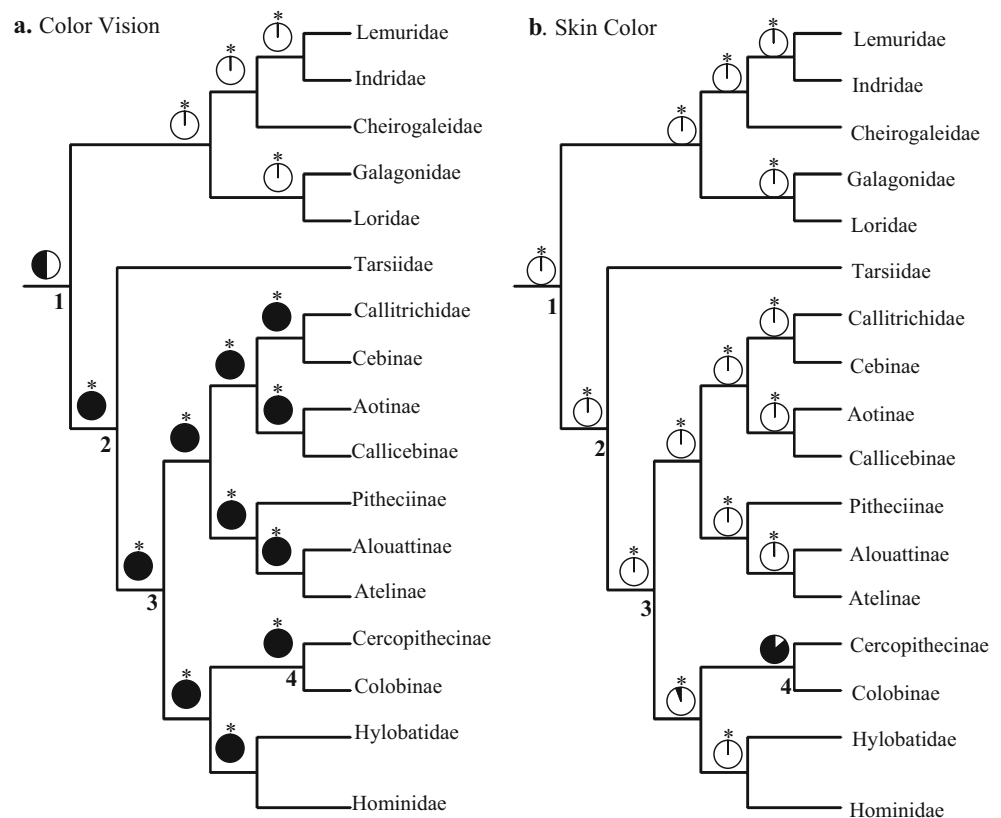 a. Color Vision
*
Lemuridae
*
Indridae
*
Cheirogaleidae
*
Galagonidae
Loridae
1
Tarsiidae
*
Callitrichidae
*
Cebinae
*
*
Aotinae
2
*
Callicebinae
*
Pitheciinae
*
*
Alouattinae
3
Atelinae
*
Cercopithecinae
4
*
Colobinae
*
Hylobatidae
Hominidae
b. Skin Color
*
Lemuridae
*
Indridae
*
Cheirogaleidae
*
Galagonidae
Loridae
*
1
Tarsiidae
*
Callitrichidae
*
Cebinae
*
*
Aotinae
2
*
Callicebinae
*
Pitheciinae
*
*
Alouattinae
3
Atelinae
Cercopithecinae
4
*
Colobinae
*
Hylobatidae
Hominidae